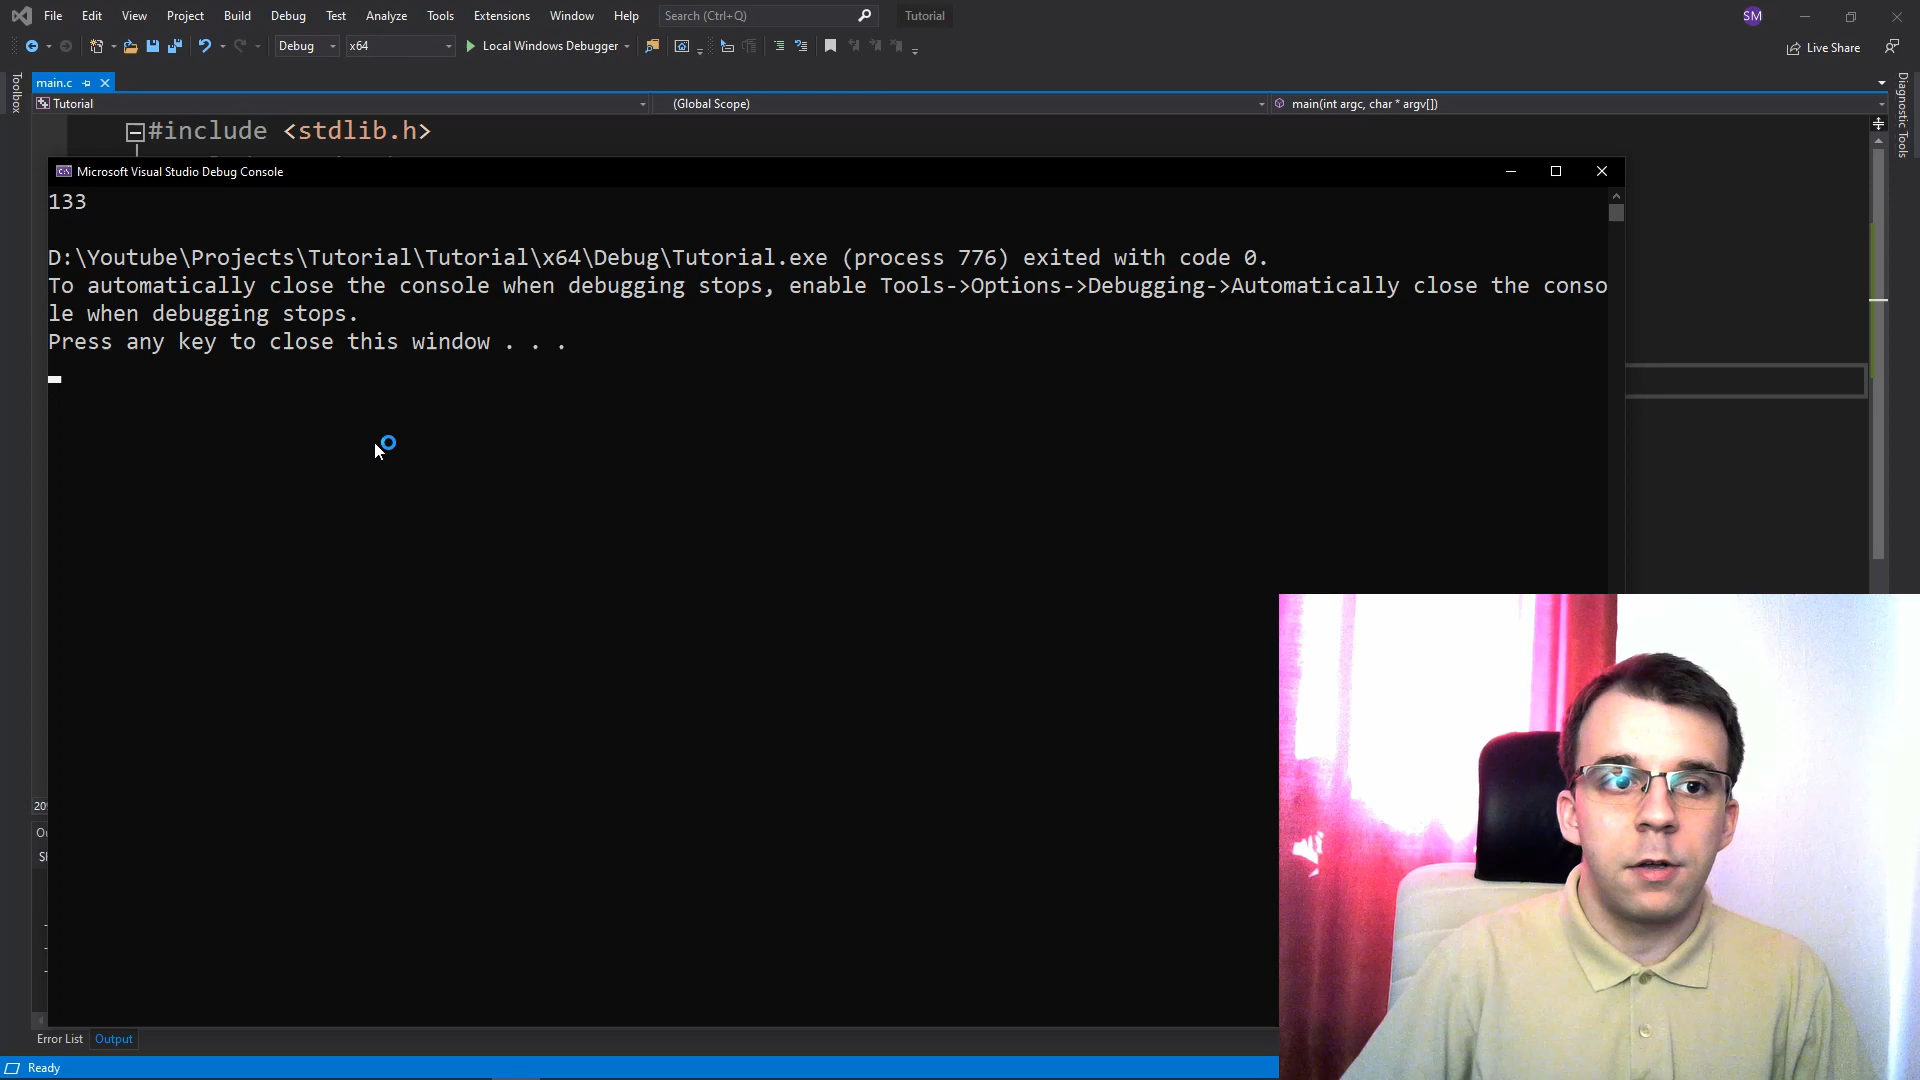 File Edit View Project Build Debug Test Analyze Tools Extensions Window Help Search (Ctrl+Q) Tutorial SM
Debug x64 Local Windows Debugger Live Share
Toolbox
main.c
Diagnostic Tools
Tutorial (Global Scope) main(int argc, char * argv[])
#include <stdlib.h>
Microsoft Visual Studio Debug Console
133
D:\Youtube\Projects\Tutorial\Tutorial\x64\Debug\Tutorial.exe (process 776) exited with code 0.
To automatically close the console when debugging stops, enable Tools->Options->Debugging->Automatically close the conso
le when debugging stops.
Press any key to close this window . . .
Error List Output
Ready